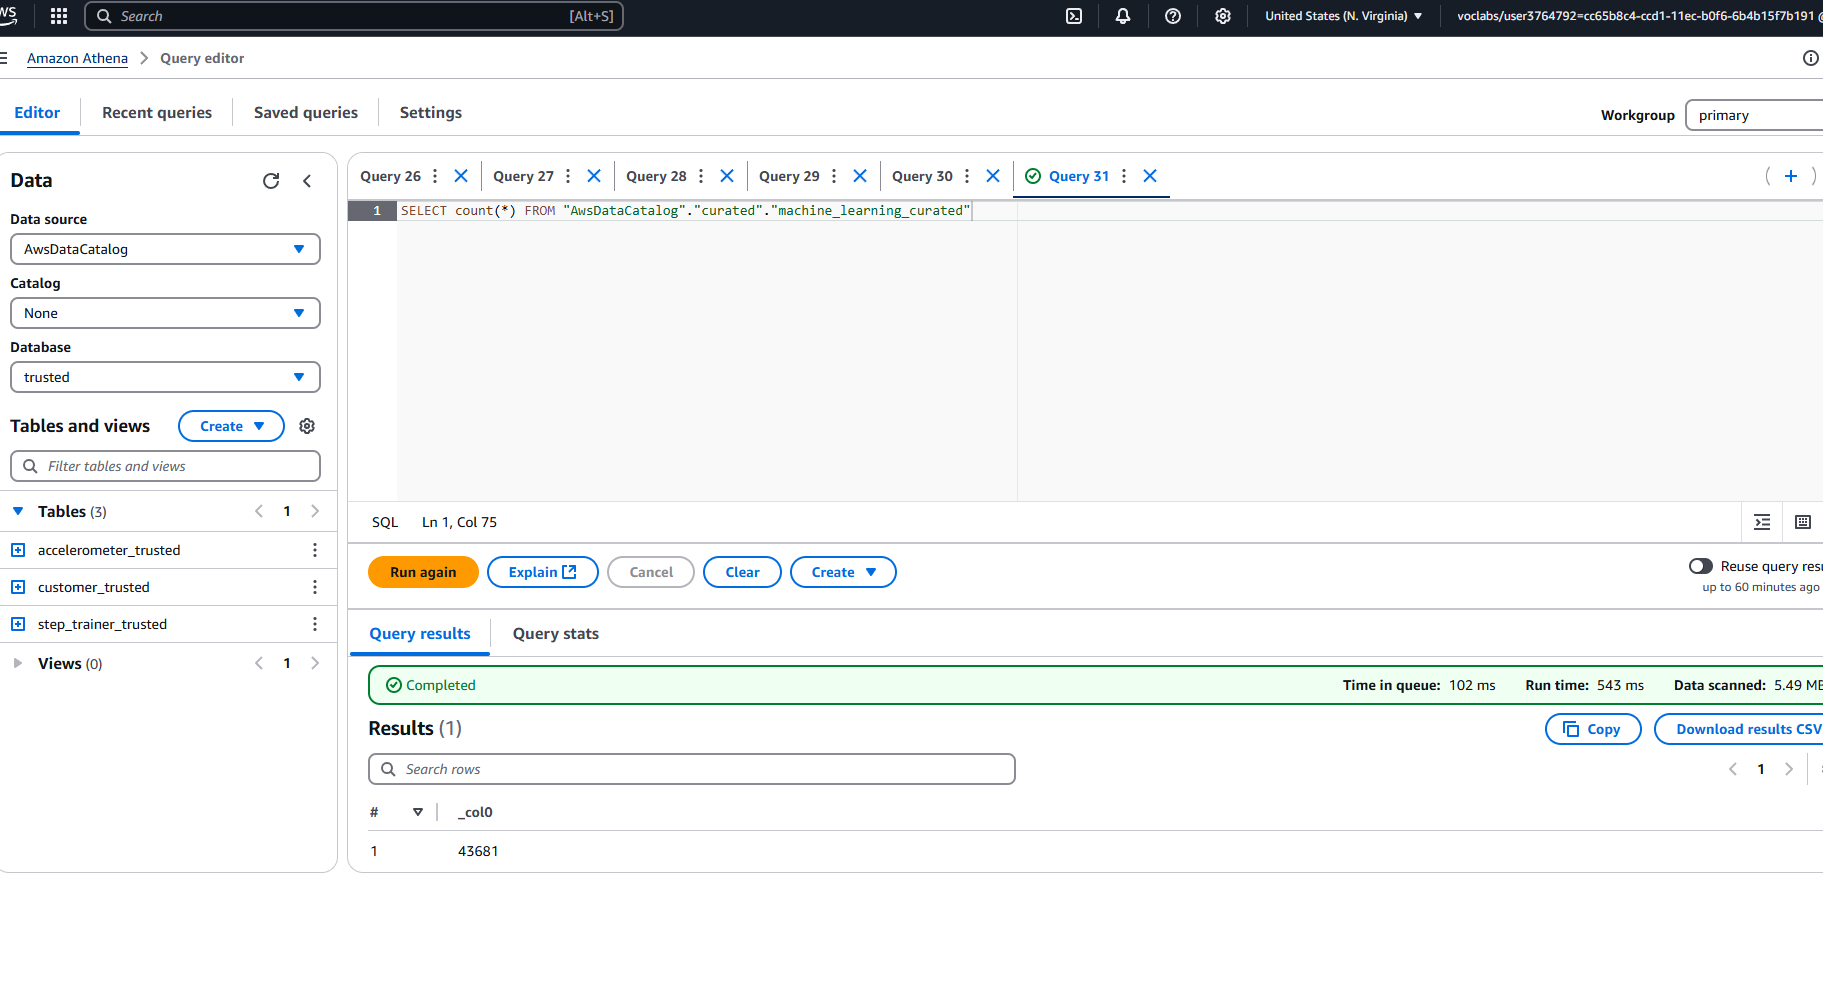 Search [Alt+S] United States (N. Virginia) voclabs/user3764792=cc65b8c4-ccd1-11ec-b0f6-6b4b15f7b191 @
Amazon Athena Query editor
Editor Recent queries Saved queries Settings
Workgroup primary
Data
Data source
AwsDataCatalog
Catalog
None
Database
trusted
Tables and views Create
Filter tables and views
Tables (3) 1
accelerometer_trusted
customer_trusted
step_trainer_trusted
Views (0) 1
Query 26 Query 27 Query 28 Query 29 Query 30 Query 31
1 SELECT count(*) FROM "AwsDataCatalog"."curated"."machine_learning_curated"
SQL Ln 1, Col 75
Run again Explain Cancel Clear Create
Reuse query resu
up to 60 minutes ago
Query results Query stats
Completed Time in queue: 102 ms Run time: 543 ms Data scanned: 5.49 MB
Results (1) Copy Download results CSV
Search rows 1
# _col0
1 43681